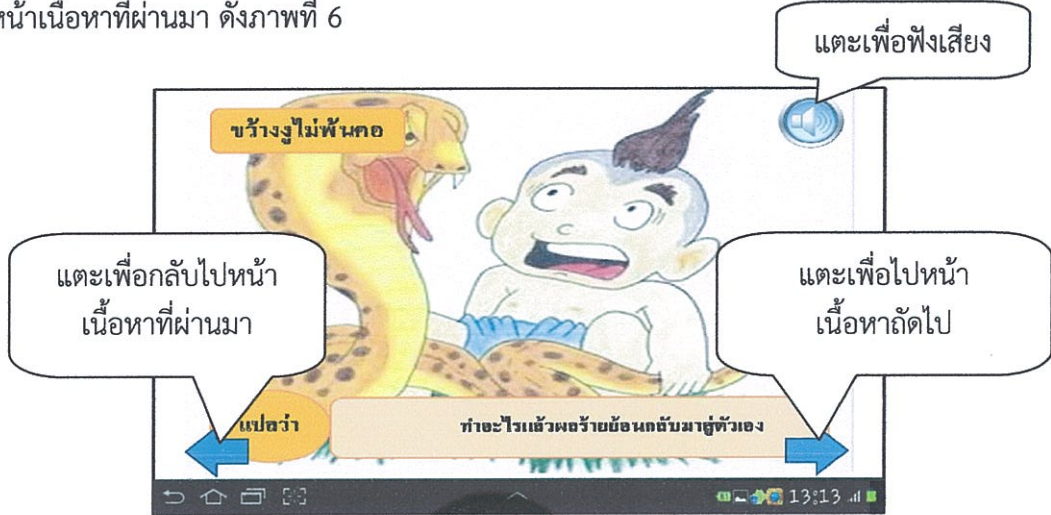 หน้าเนื้อหาที่ผ่านมา ดังภาพที่ 6
แตะเพื่อฟังเสียง
ขว้างงูไม่พ้นคอ
แตะเพื่อกลับไปหน้า
เนื้อหาที่ผ่านมา
แตะเพื่อไปหน้า
เนื้อหาถัดไป
แปลว่า
ทำอะไรแล้วผลร้ายย้อนกลับมาสู่ตัวเอง
13:13